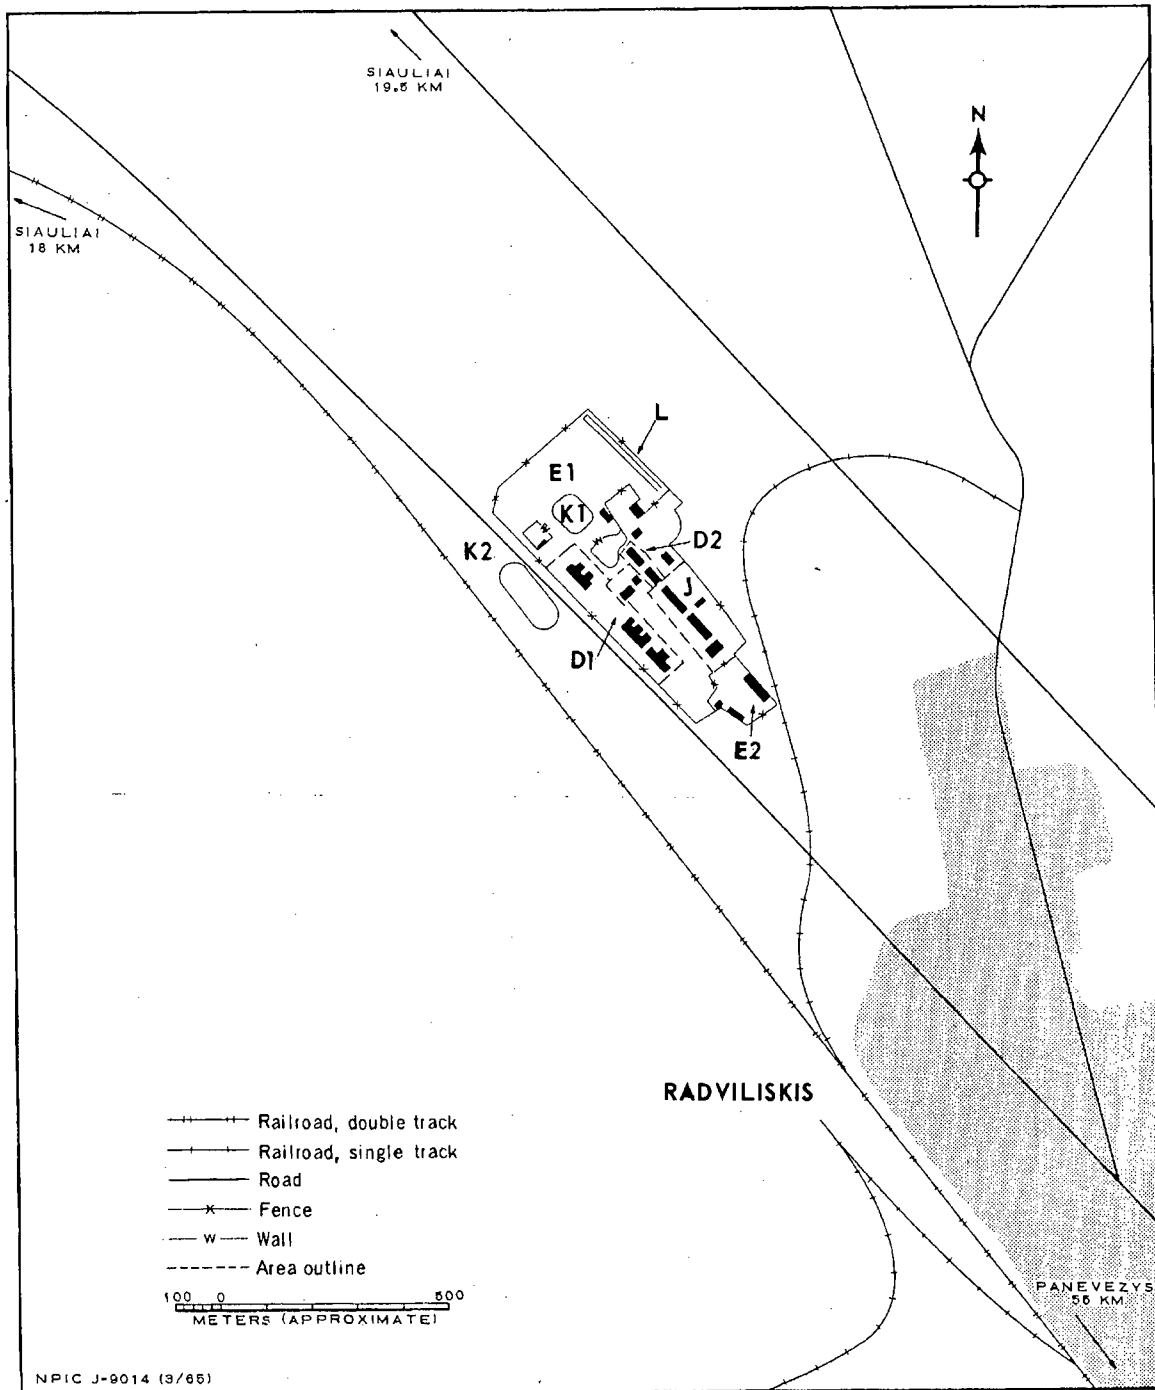 SIAULIAI
19.5 KM
N
SIAULIAI
18 KM
L
E1
K1
K2
D2
J
D1
E2
RADVILISKIS
Railroad, double track
Railroad, single track
Road
Fence
W Wall
Area outline
100 0 500
METERS (APPROXIMATE)
PANEVEZYS
55 KM
NPIC J-9014 (3/65)